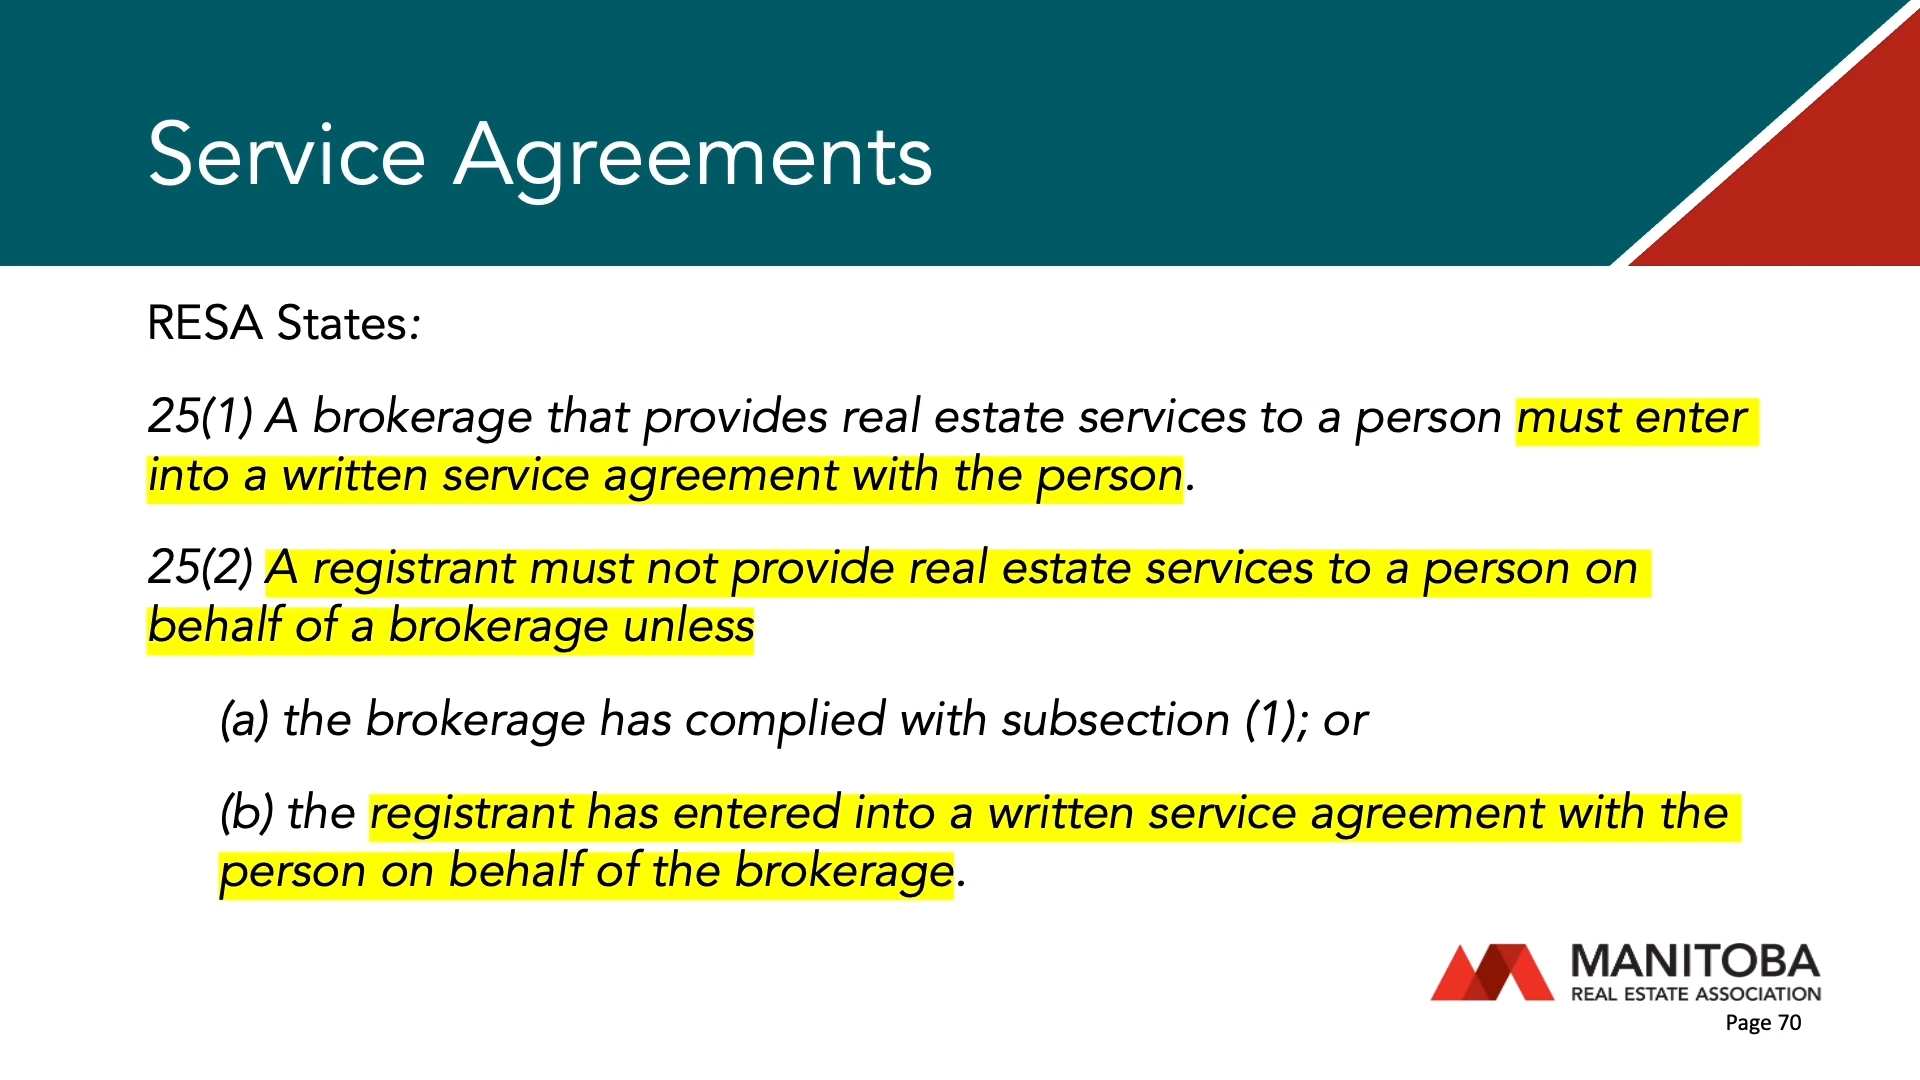 Service Agreements
RESA States:
25(1) A brokerage that provides real estate services to a person must enter
into a written service agreement with the person.
25(2) A registrant must not provide real estate services to a person on
behalf of a brokerage unless
(a) the brokerage has complied with subsection (1); or
(b) the registrant has entered into a written service agreement with the
person on behalf of the brokerage.
MANITOBA
REAL ESTATE ASSOCIATION
Page 70